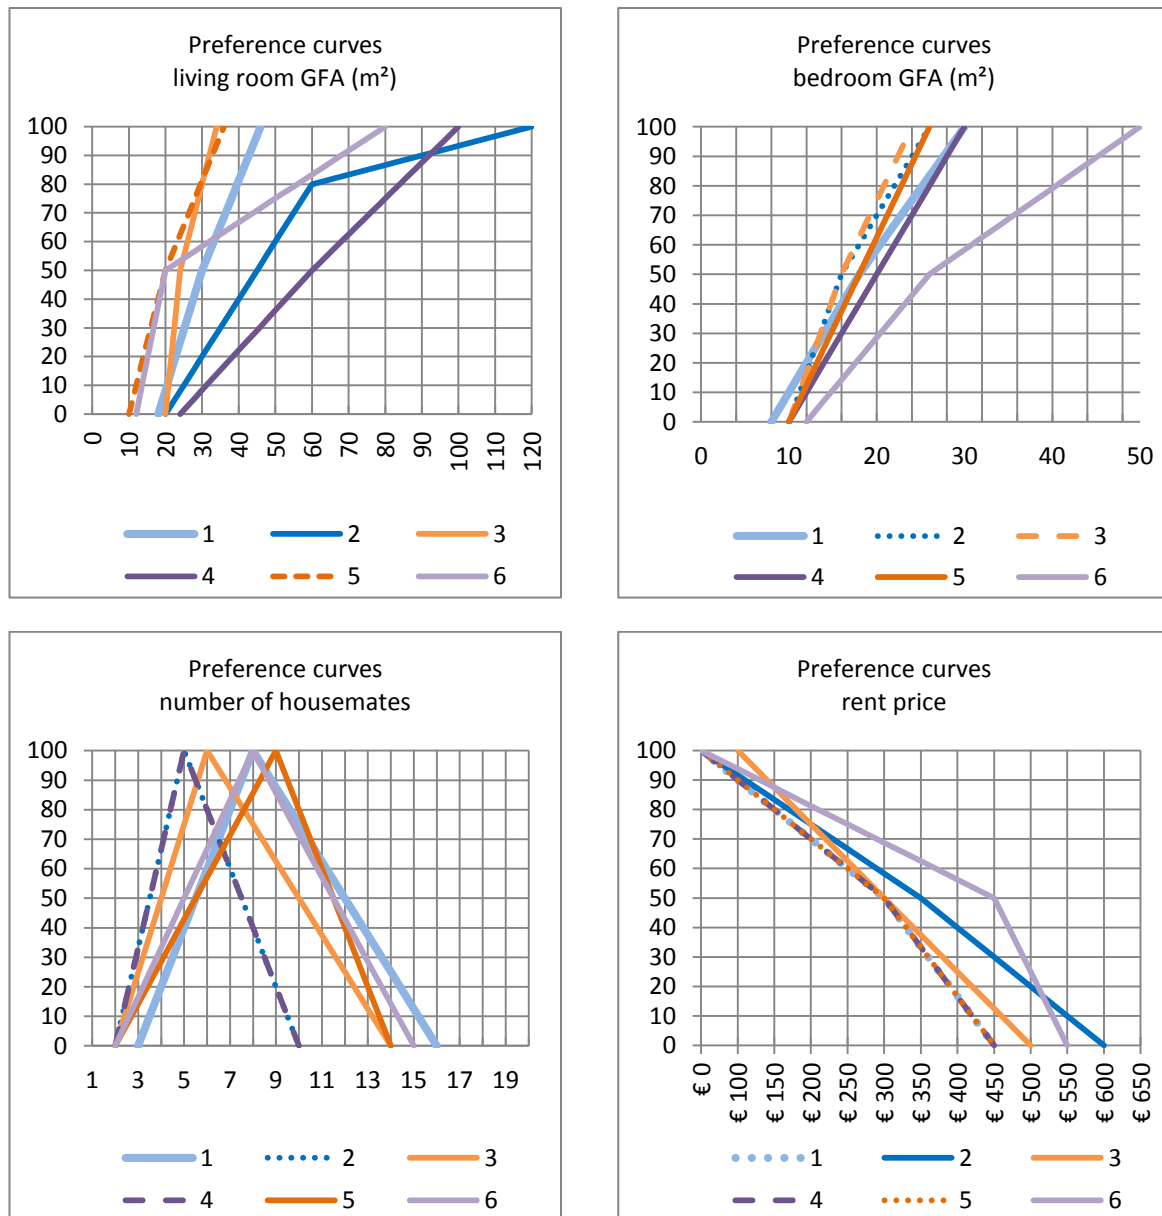 Preference curves
living room GFA (m²)
100
90
80
70
60
50
40
30
20
10
0
0 10 20 30 40 50 60 70 80 90 100 110 120
1 2 3
4 5 6
Preference curves
bedroom GFA (m²)
100
90
80
70
60
50
40
30
20
10
0
0 10 20 30 40 50
1 2 3
4 5 6
Preference curves
number of housemates
100
90
80
70
60
50
40
30
20
10
0
1 3 5 7 9 11 13 15 17 19
1 2 3
4 5 6
Preference curves
rent price
100
90
80
70
60
50
40
30
20
10
0
€ 0 € 100 € 150 € 200 € 250 € 300 € 350 € 400 € 450 € 500 € 550 € 600 € 650
1 2 3
4 5 6